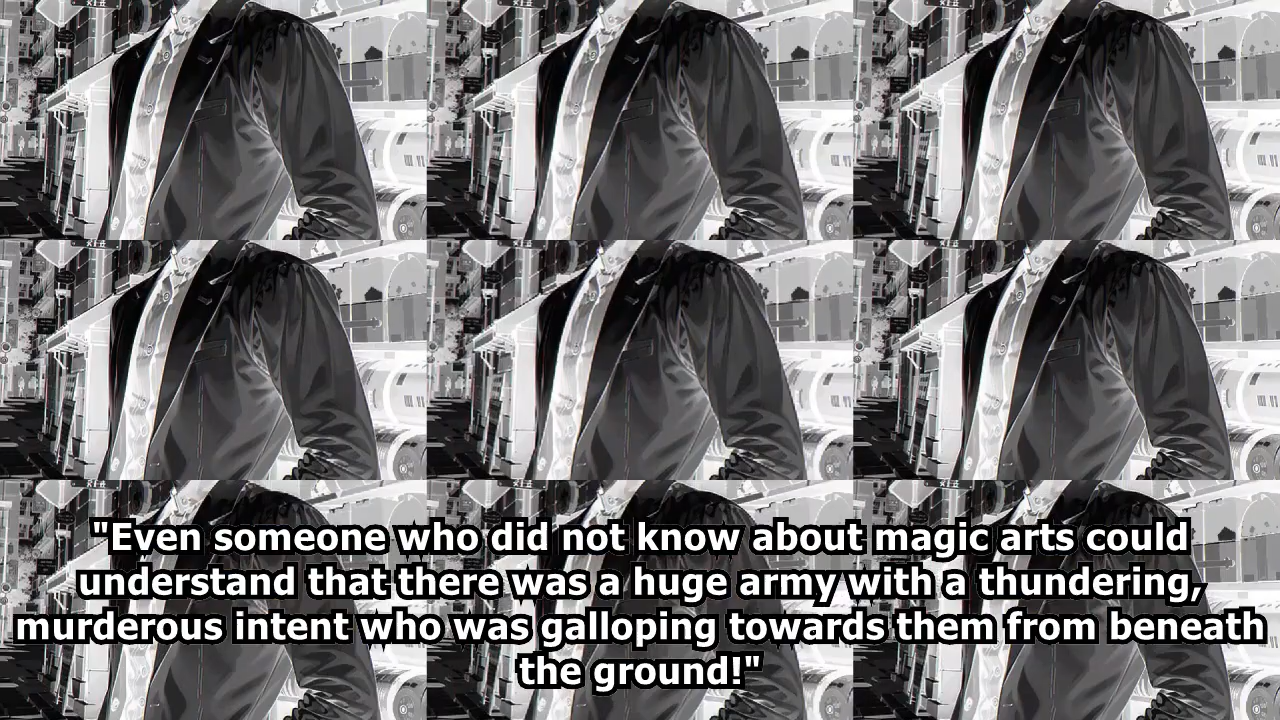 "Even someone who did not know about magic arts could
understand that there was a huge army with a thundering,
murderous intent who was galloping towards them from beneath
the ground!"